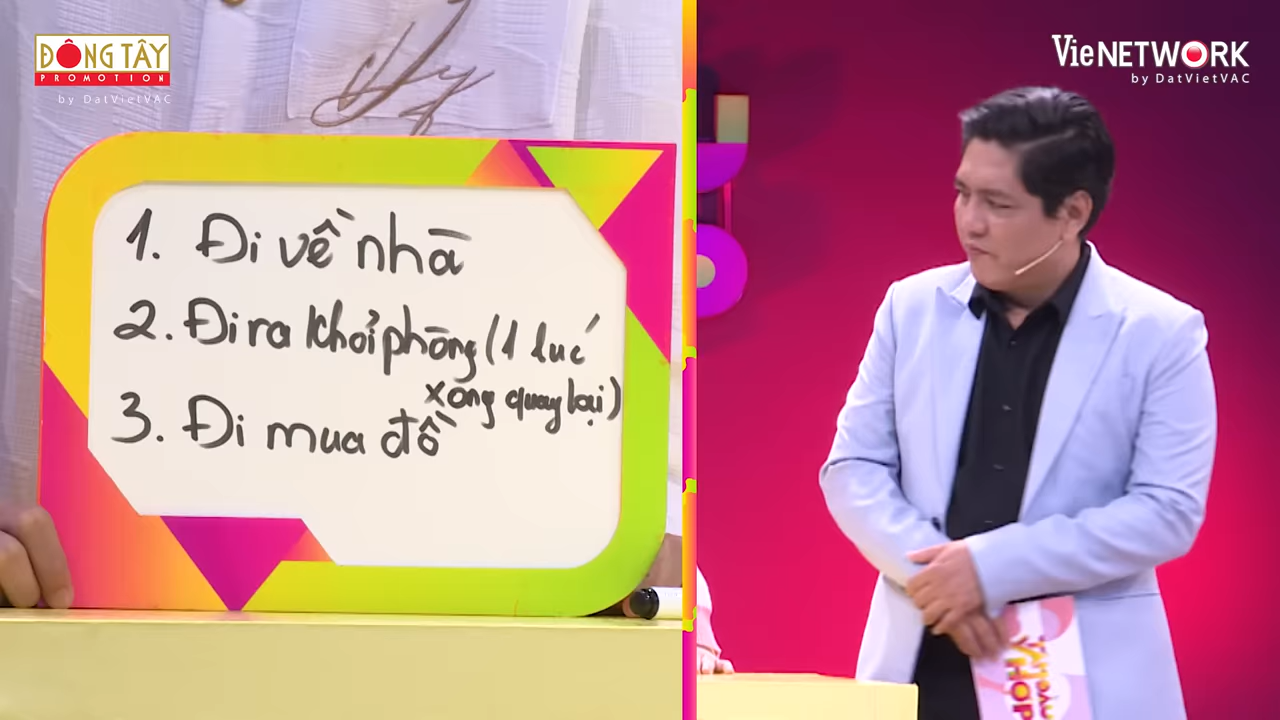 ĐÔNG TÂY
PROMOTION
by DatVietVAC
VieNETWORK
by DatVietVAC
1. Đi về nhà
2. Đi ra khỏi phòng (1 lúc
xong quay lại)
3. Đi mua đồ
Ý HỢP